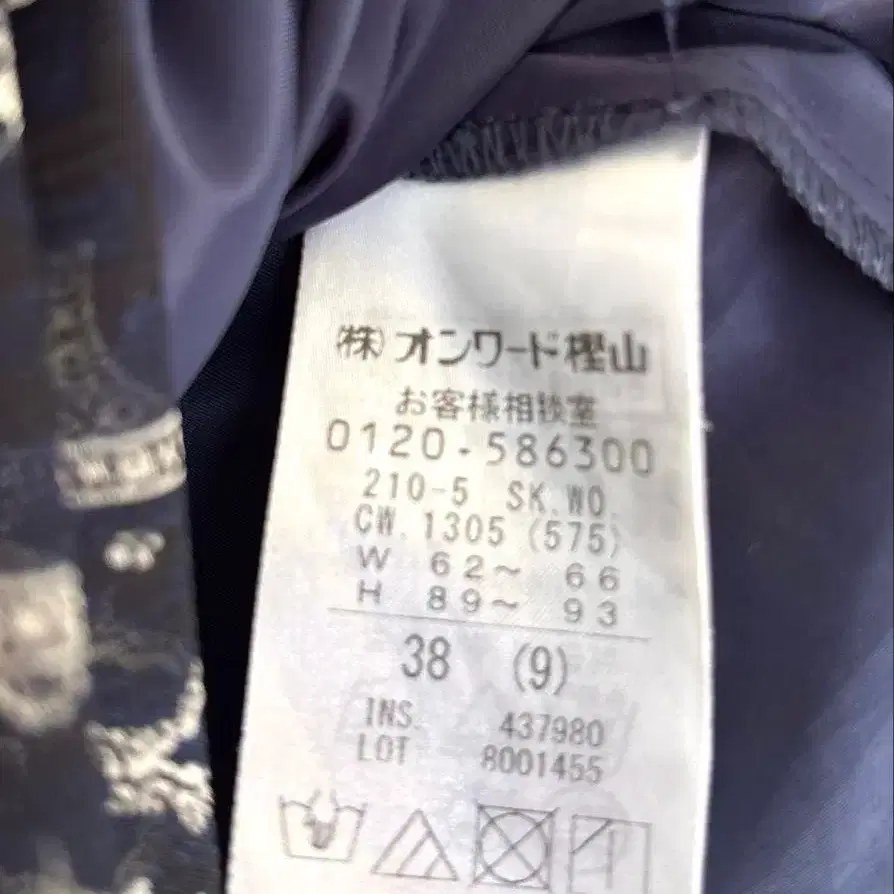 ㈱オンワード樫山
お客様相談室
0120-586300
210-5 SK.WO.
CW.1305 (575)
W 62~ 66
H 89~ 93
38 (9)
INS. 437980
LOT 8001455